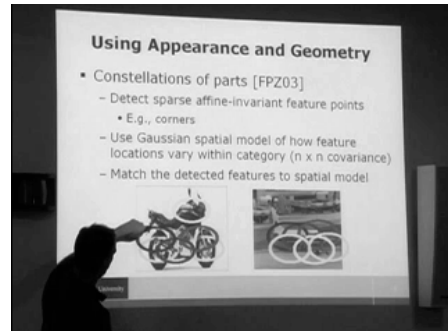 Using Appearance and Geometry
▪ Constellations of parts [FPZ03]
– Detect sparse affine-invariant feature points
• E.g., corners
– Use Gaussian spatial model of how feature
locations vary within category (n x n covariance)
– Match the detected features to spatial model
University